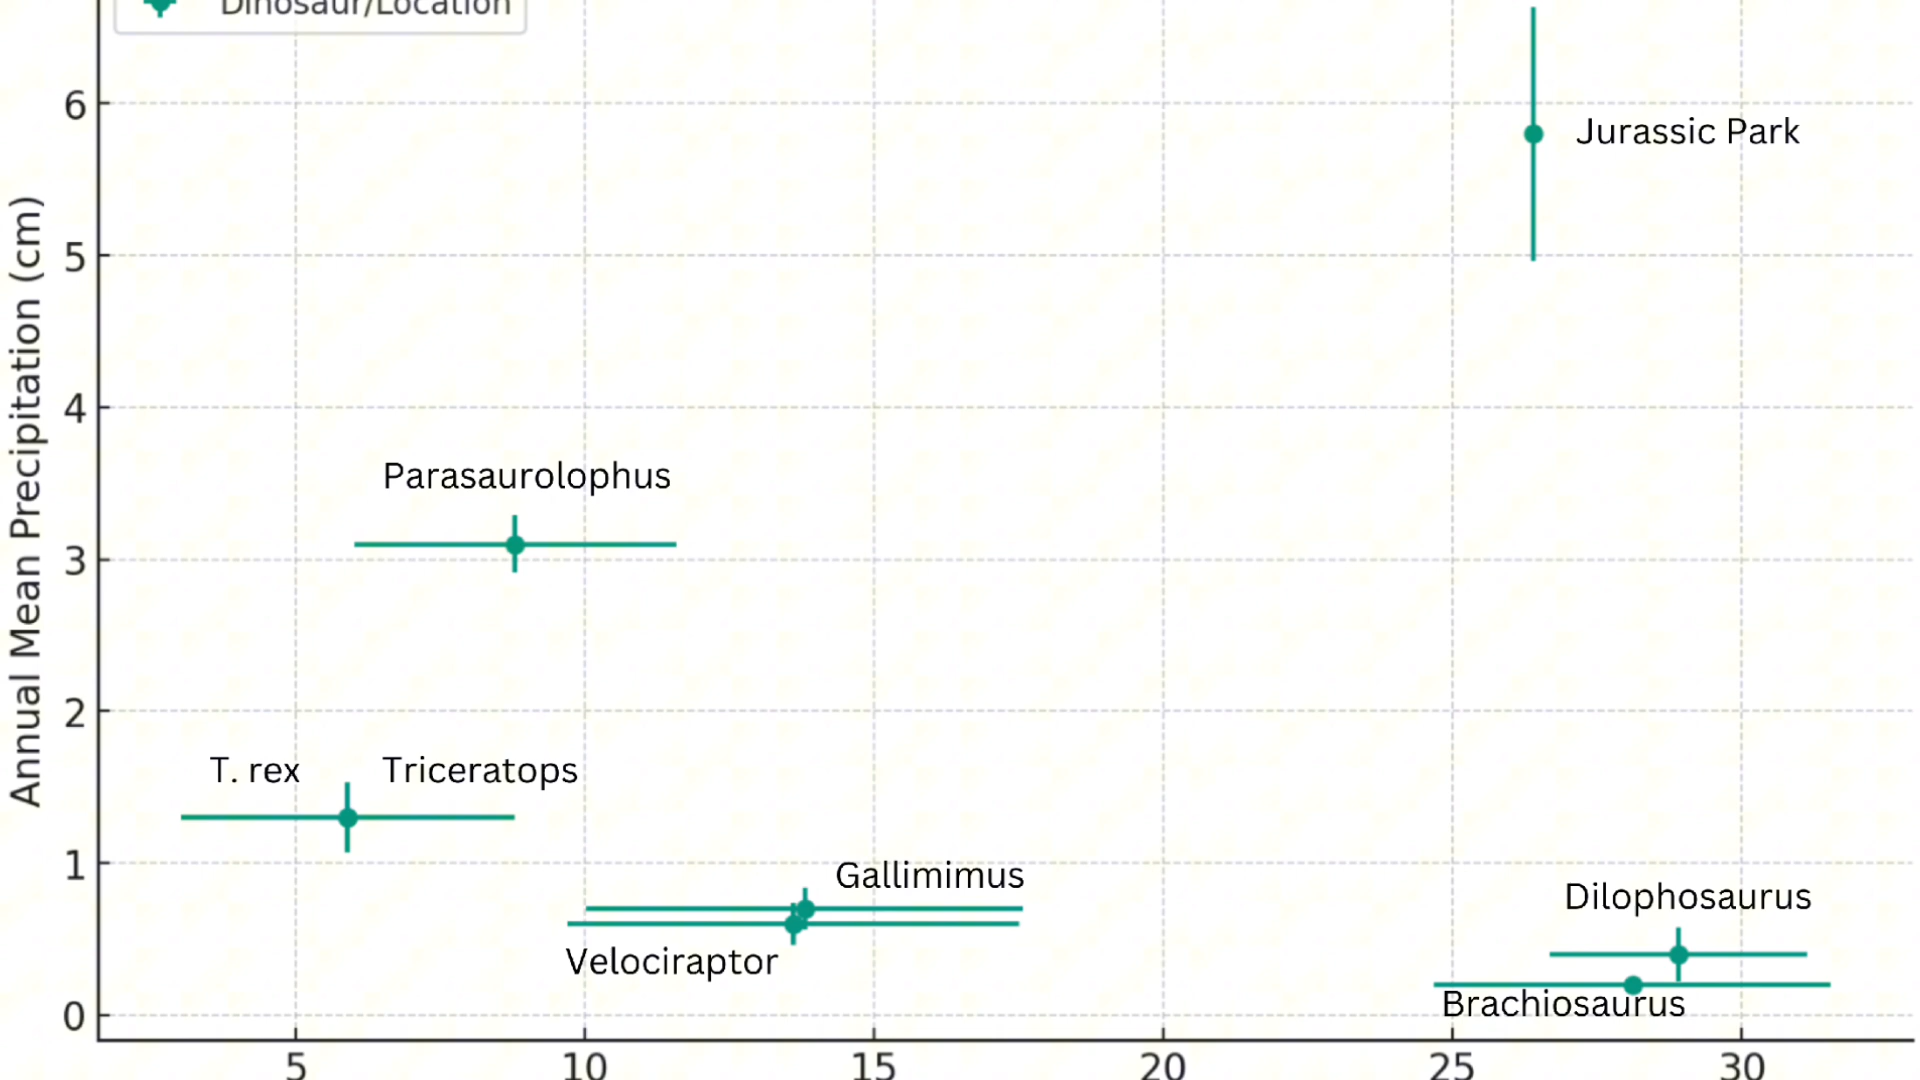 Dinosaur/Location
6
Jurassic Park
5
Annual Mean Precipitation (cm)
4
Parasaurolophus
3
2
T. rex
Triceratops
1
Gallimimus
Dilophosaurus
Velociraptor
Brachiosaurus
0
5 10 15 20 25 30